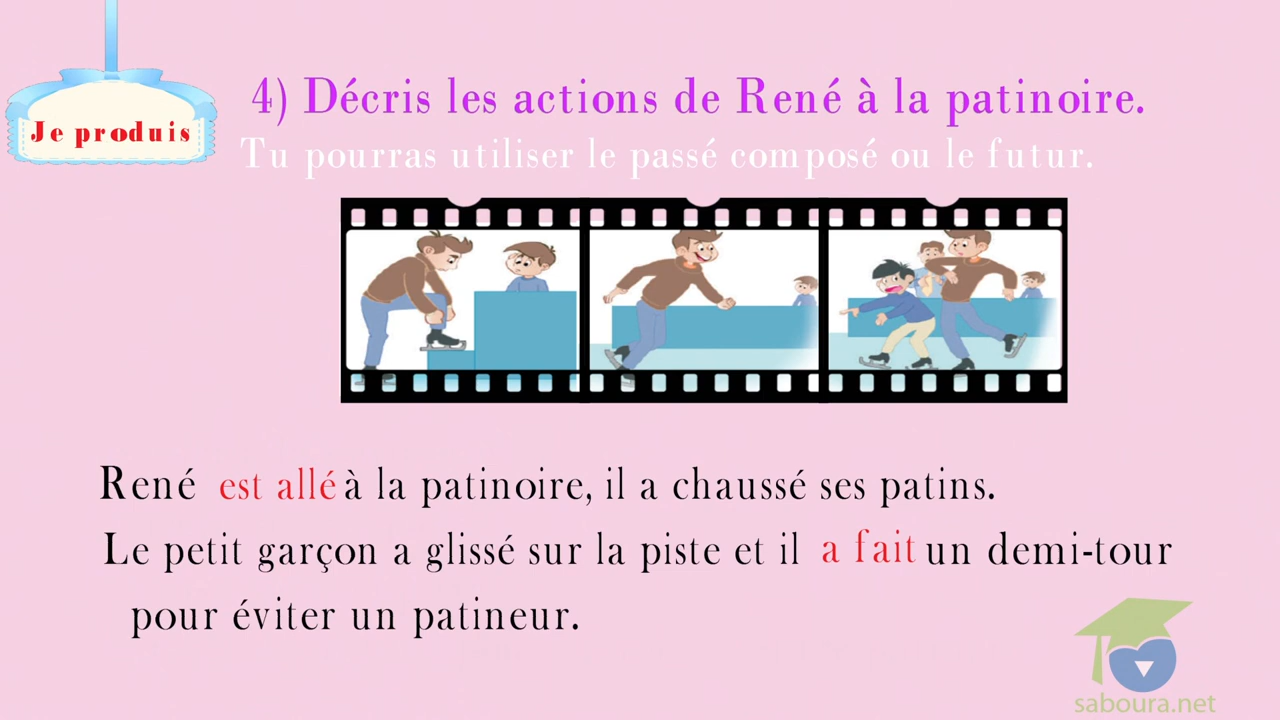 Je produis
4) Décris les actions de René à la patinoire.
Tu pourras utiliser le passé composé ou le futur.
René est allé à la patinoire, il a chaussé ses patins.
Le petit garçon a glissé sur la piste et il a fait un demi-tour
pour éviter un patineur.
saboura.net